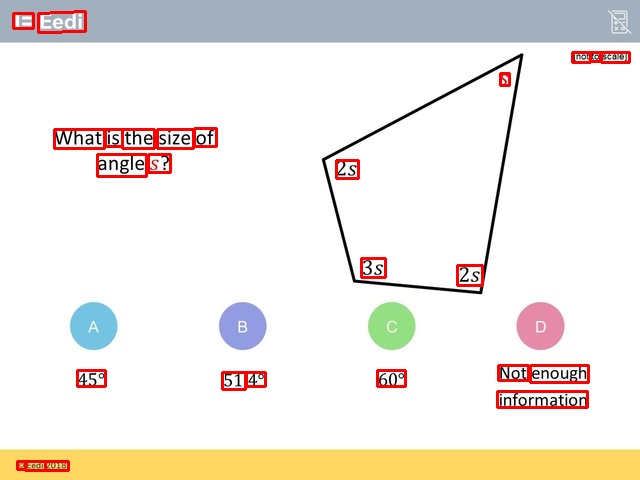 Eedi
[not to scale]
What is the size of
angle s?
s
2s
3s
2s
A
B
C
D
45°
51.4°
60°
Not enough
information
© Eedi 2018